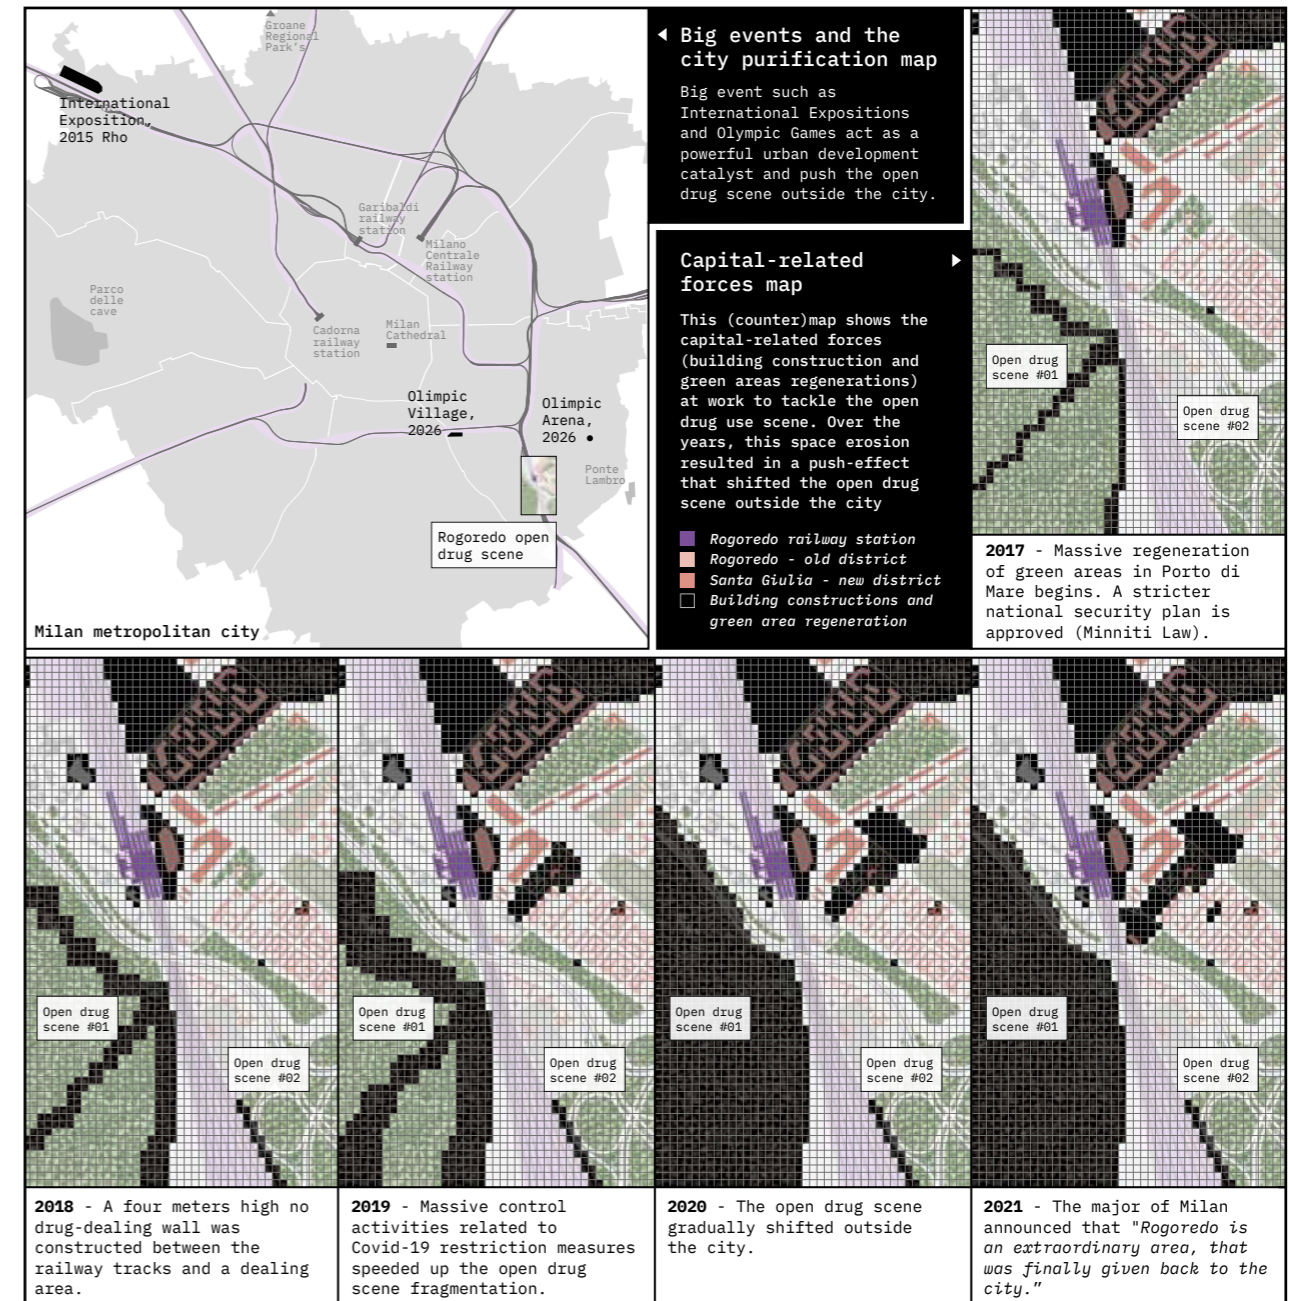 Groane
Regional
Park's
International
Exposition,
2015 Rho
Garibaldi
railway
station
Milano
Centrale
Railway
station
Parco
delle
cave
Cadorna
railway
station
Milan
Cathedral
Olimpic
Village,
2026
Olimpic
Arena,
2026
Ponte
Lambro
Rogoredo open
drug scene
Milan metropolitan city
Big events and the
city purification map
Big event such as
International Expositions
and Olympic Games act as a
powerful urban development
catalyst and push the open
drug scene outside the city.
Capital-related
forces map
This (counter)map shows the
capital-related forces
(building construction and
green areas regenerations)
at work to tackle the open
drug use scene. Over the
years, this space erosion
resulted in a push-effect
that shifted the open drug
scene outside the city
Rogoredo railway station
Rogoredo - old district
Santa Giulia - new district
Building constructions and
green area regeneration
Open drug
scene #01
Open drug
scene #02
2017 - Massive regeneration
of green areas in Porto di
Mare begins. A stricter
national security plan is
approved (Minniti Law).
Open drug
scene #01
Open drug
scene #02
2018 - A four meters high no
drug-dealing wall was
constructed between the
railway tracks and a dealing
area.
Open drug
scene #01
Open drug
scene #02
2019 - Massive control
activities related to
Covid-19 restriction measures
speeded up the open drug
scene fragmentation.
Open drug
scene #01
Open drug
scene #02
2020 - The open drug scene
gradually shifted outside
the city.
Open drug
scene #01
Open drug
scene #02
2021 - The major of Milan
announced that "Rogoredo is
an extraordinary area, that
was finally given back to the
city.”